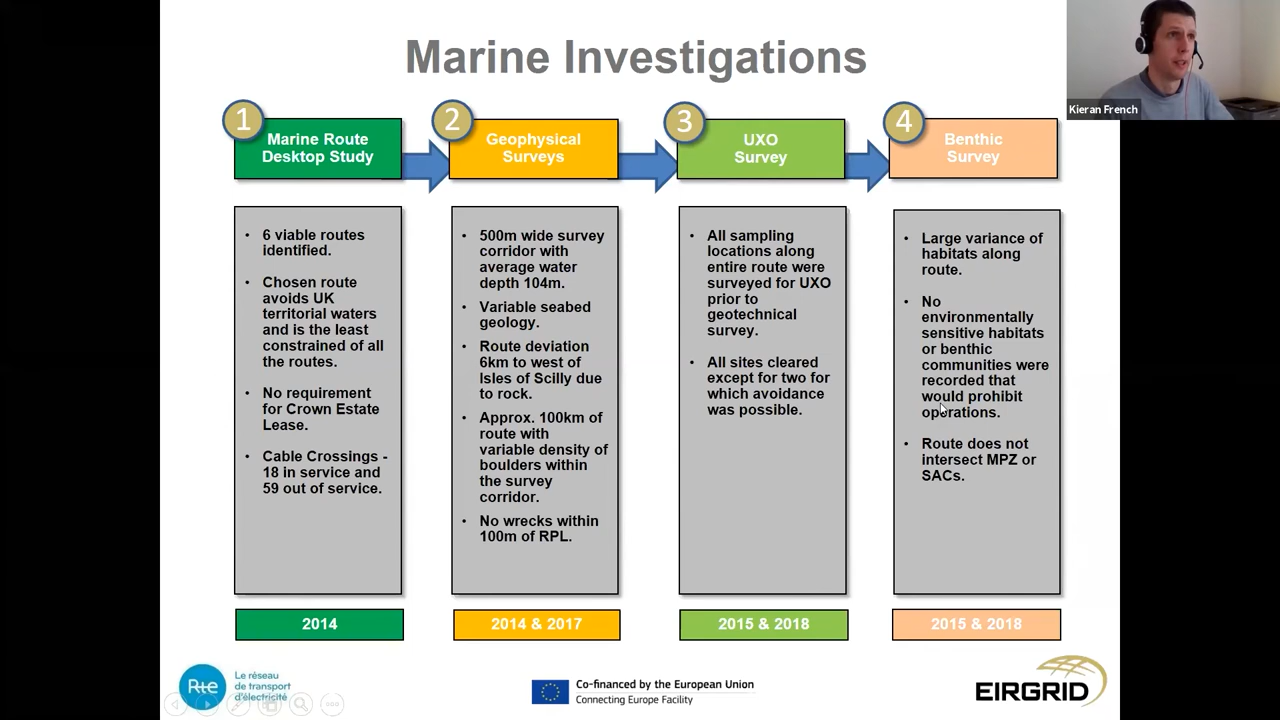 Marine Investigations
Kieran French
1
Marine Route
Desktop Study
2
Geophysical
Surveys
3
UXO
Survey
4
Benthic
Survey
• 6 viable routes
identified.
• Chosen route
avoids UK
territorial waters
and is the least
constrained of all
the routes.
• No requirement
for Crown Estate
Lease.
• Cable Crossings -
18 in service and
59 out of service.
• 500m wide survey
corridor with
average water
depth 104m.
• Variable seabed
geology.
• Route deviation
6km to west of
Isles of Scilly due
to rock.
• Approx. 100km of
route with
variable density of
boulders within
the survey
corridor.
• No wrecks within
100m of RPL.
• All sampling
locations along
entire route were
surveyed for UXO
prior to
geotechnical
survey.
• All sites cleared
except for two for
which avoidance
was possible.
• Large variance of
habitats along
route.
• No
environmentally
sensitive habitats
or benthic
communities were
recorded that
would prohibit
operations.
• Route does not
intersect MPZ or
SACs.
2014
2014 & 2017
2015 & 2018
2015 & 2018
Rte
Le réseau
de transport
d'électricité
Co-financed by the European Union
Connecting Europe Facility
EIRGRID